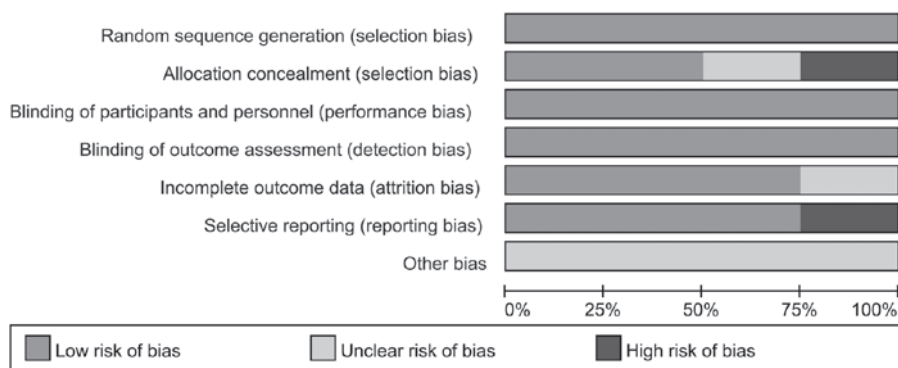 Random sequence generation (selection bias)
Allocation concealment (selection bias)
Blinding of participants and personnel (performance bias)
Blinding of outcome assessment (detection bias)
Incomplete outcome data (attrition bias)
Selective reporting (reporting bias)
Other bias
0% 25% 50% 75% 100%
Low risk of bias Unclear risk of bias High risk of bias